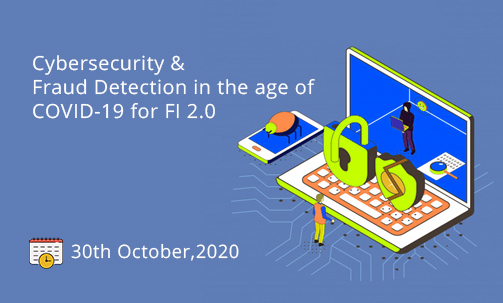 Cybersecurity &
Fraud Detection in the age of
COVID-19 for FI 2.0
30th October,2020